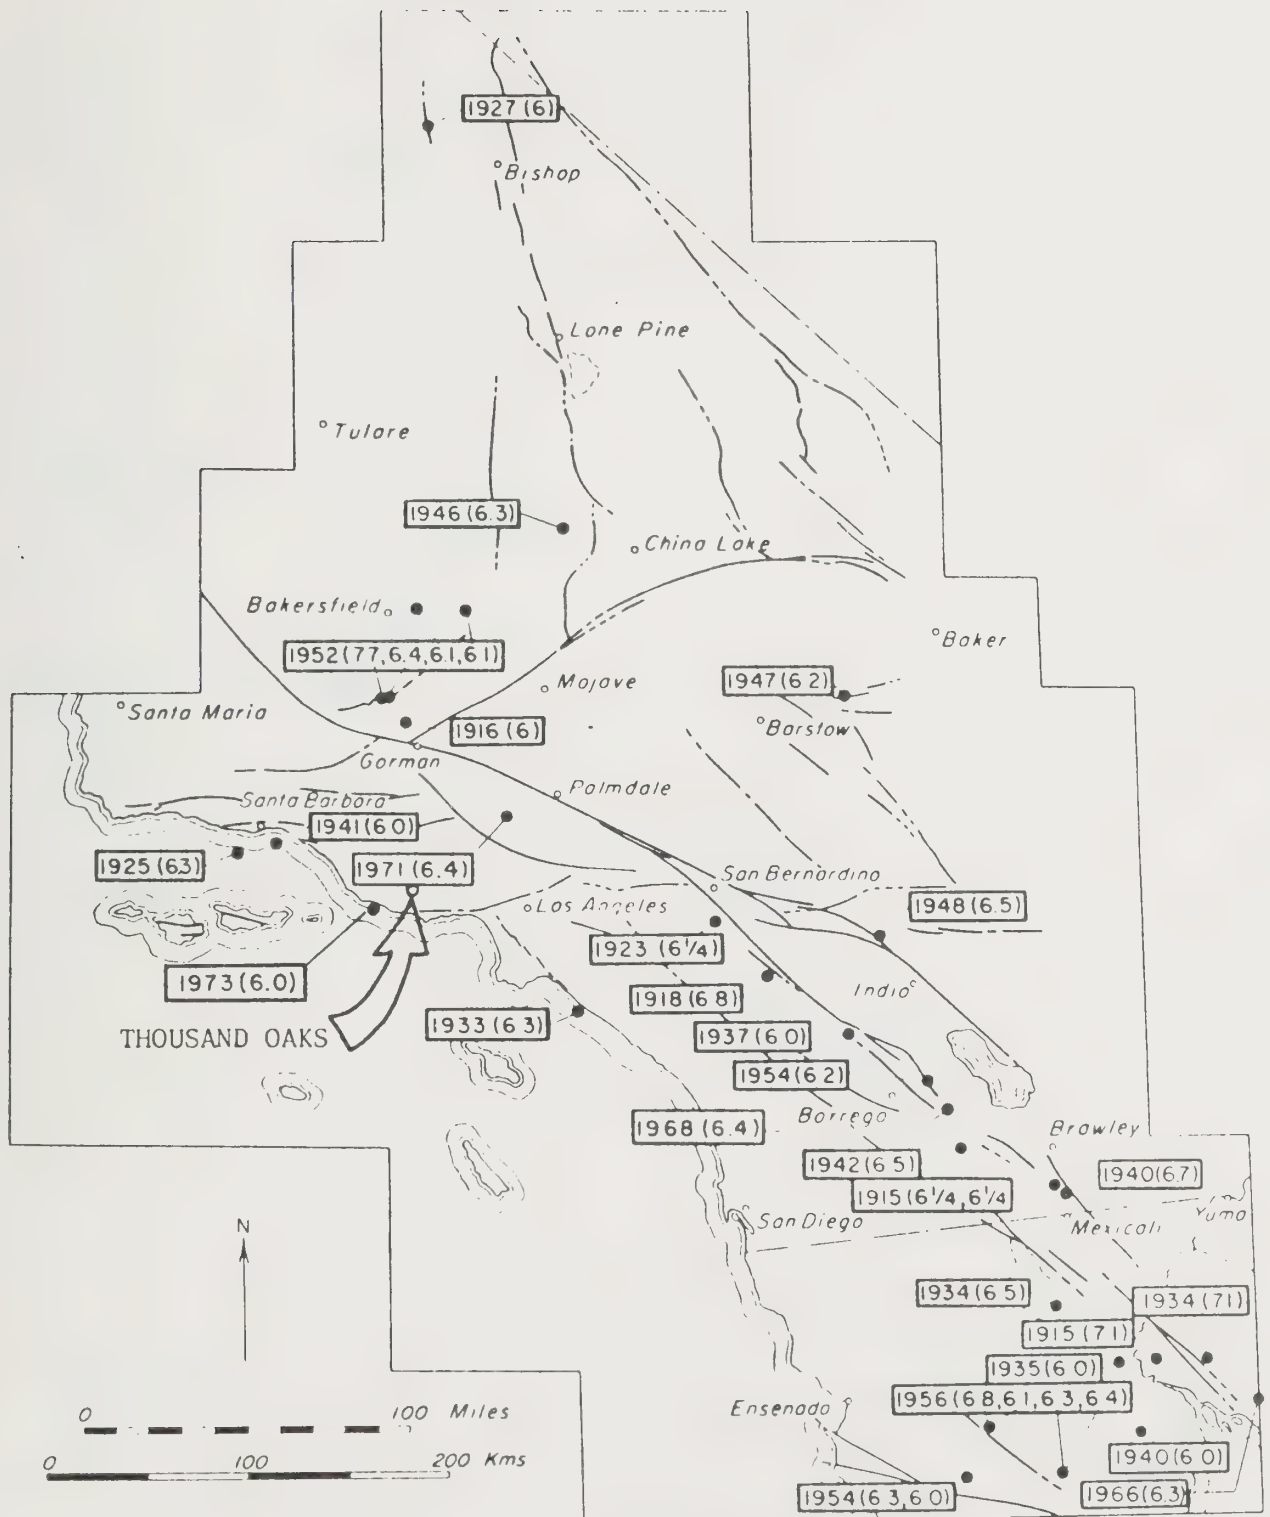 1927 (6)
Bishop
Lone Pine
Tulare
1946 (6.3)
China Lake
Bakersfield
Baker
1952 (77, 6.4, 6.1, 61)
Mojave
1947 (6 2)
Santa Maria
Barstow
1916 (6)
Gorman
Palmdale
Santa Barbara
1941 (6 0)
1925 (63)
1971 (6.4)
San Bernardino
Los Angeles
1948 (6.5)
1923 (6 1/4)
1973 (6.0)
Indio
1918 (6 8)
THOUSAND OAKS
1933 (6 3)
1937 (6 0)
1954 (6 2)
Borrego
1968 (6.4)
Brawley
1942 (6 5)
1940 (6.7)
1915 (6 1/4, 6 1/4
San Diego
Mexicali
Yuma
N
1934 (6 5)
1934 (71)
1915 (7 1)
1935 (6 0)
1956 (6 8, 6 1, 6 3, 6 4)
Ensenada
0 100 Miles
0 100 200 Kms
1940 (6 0)
1966 (6.3)
1954 (6 3, 6 0)